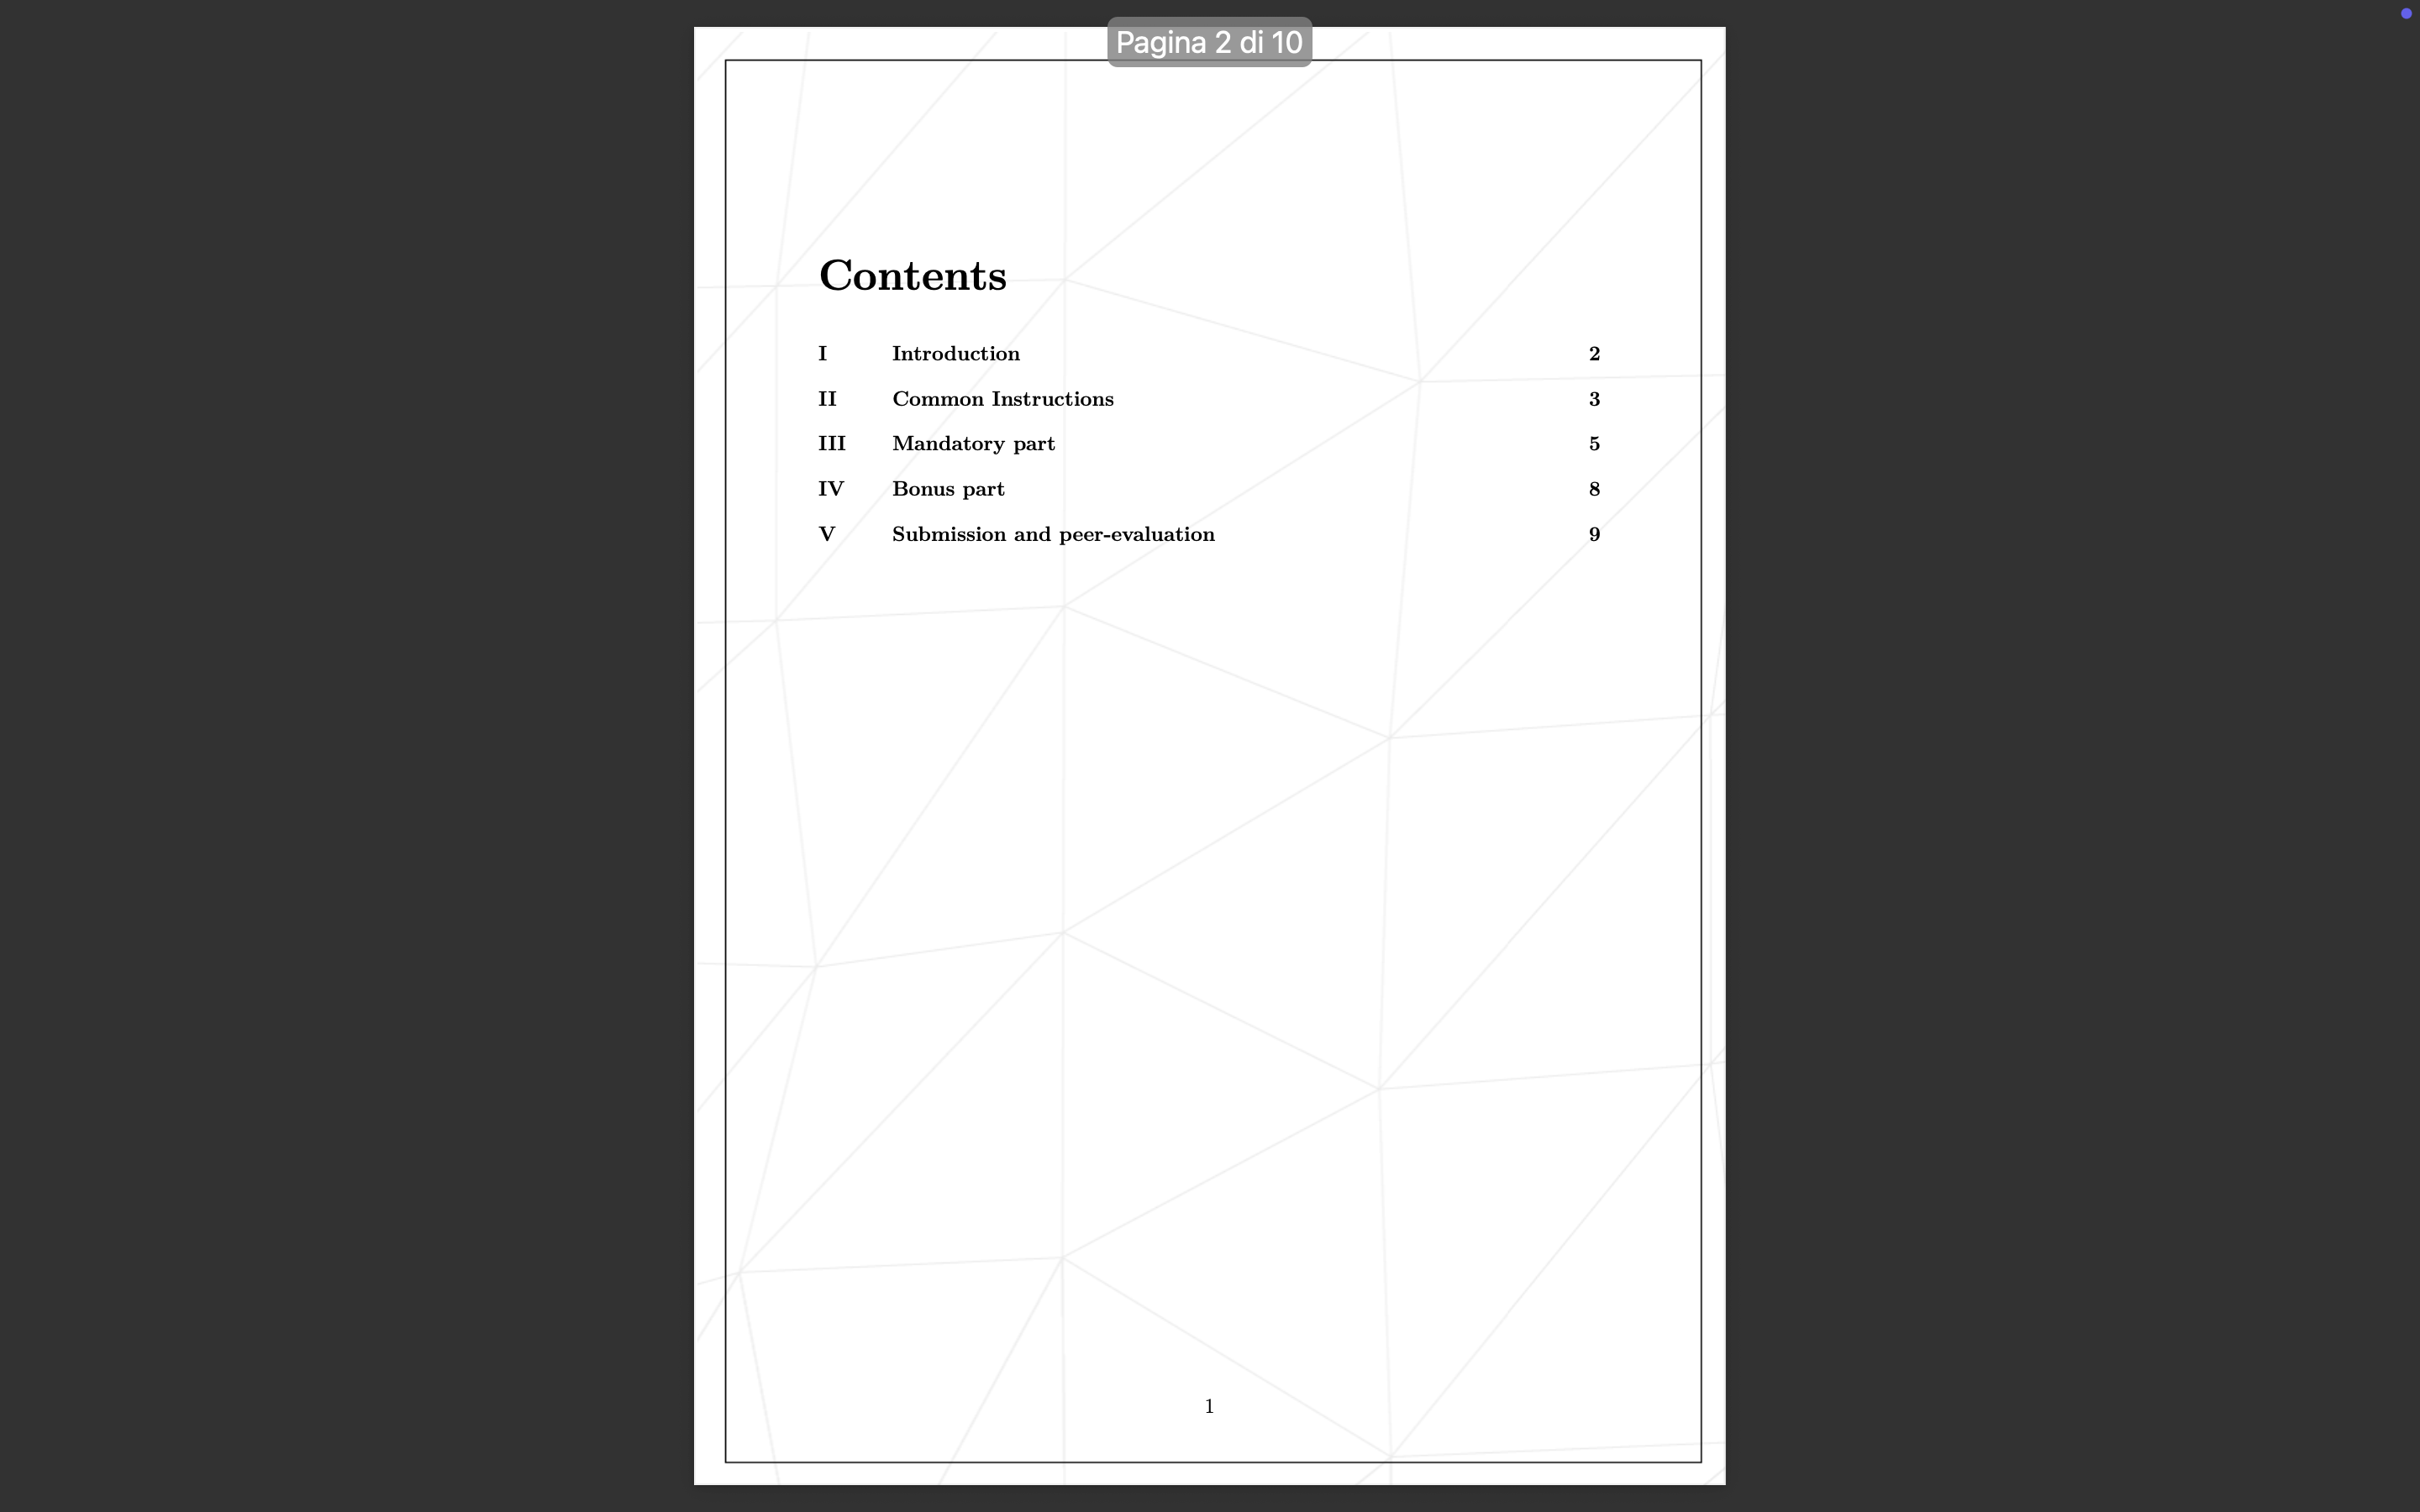 Pagina 2 di 10
Contents
I Introduction 2
II Common Instructions 3
III Mandatory part 5
IV Bonus part 8
V Submission and peer-evaluation 9
1